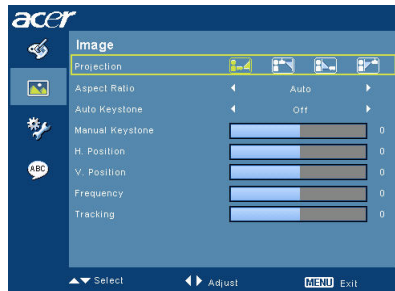 acer
Image
Projection
Aspect Ratio Auto
Auto Keystone Off
Manual Keystone 0
H. Position 0
ABC
V. Position 0
Frequency 0
Tracking 0
Select Adjust MENU Exit